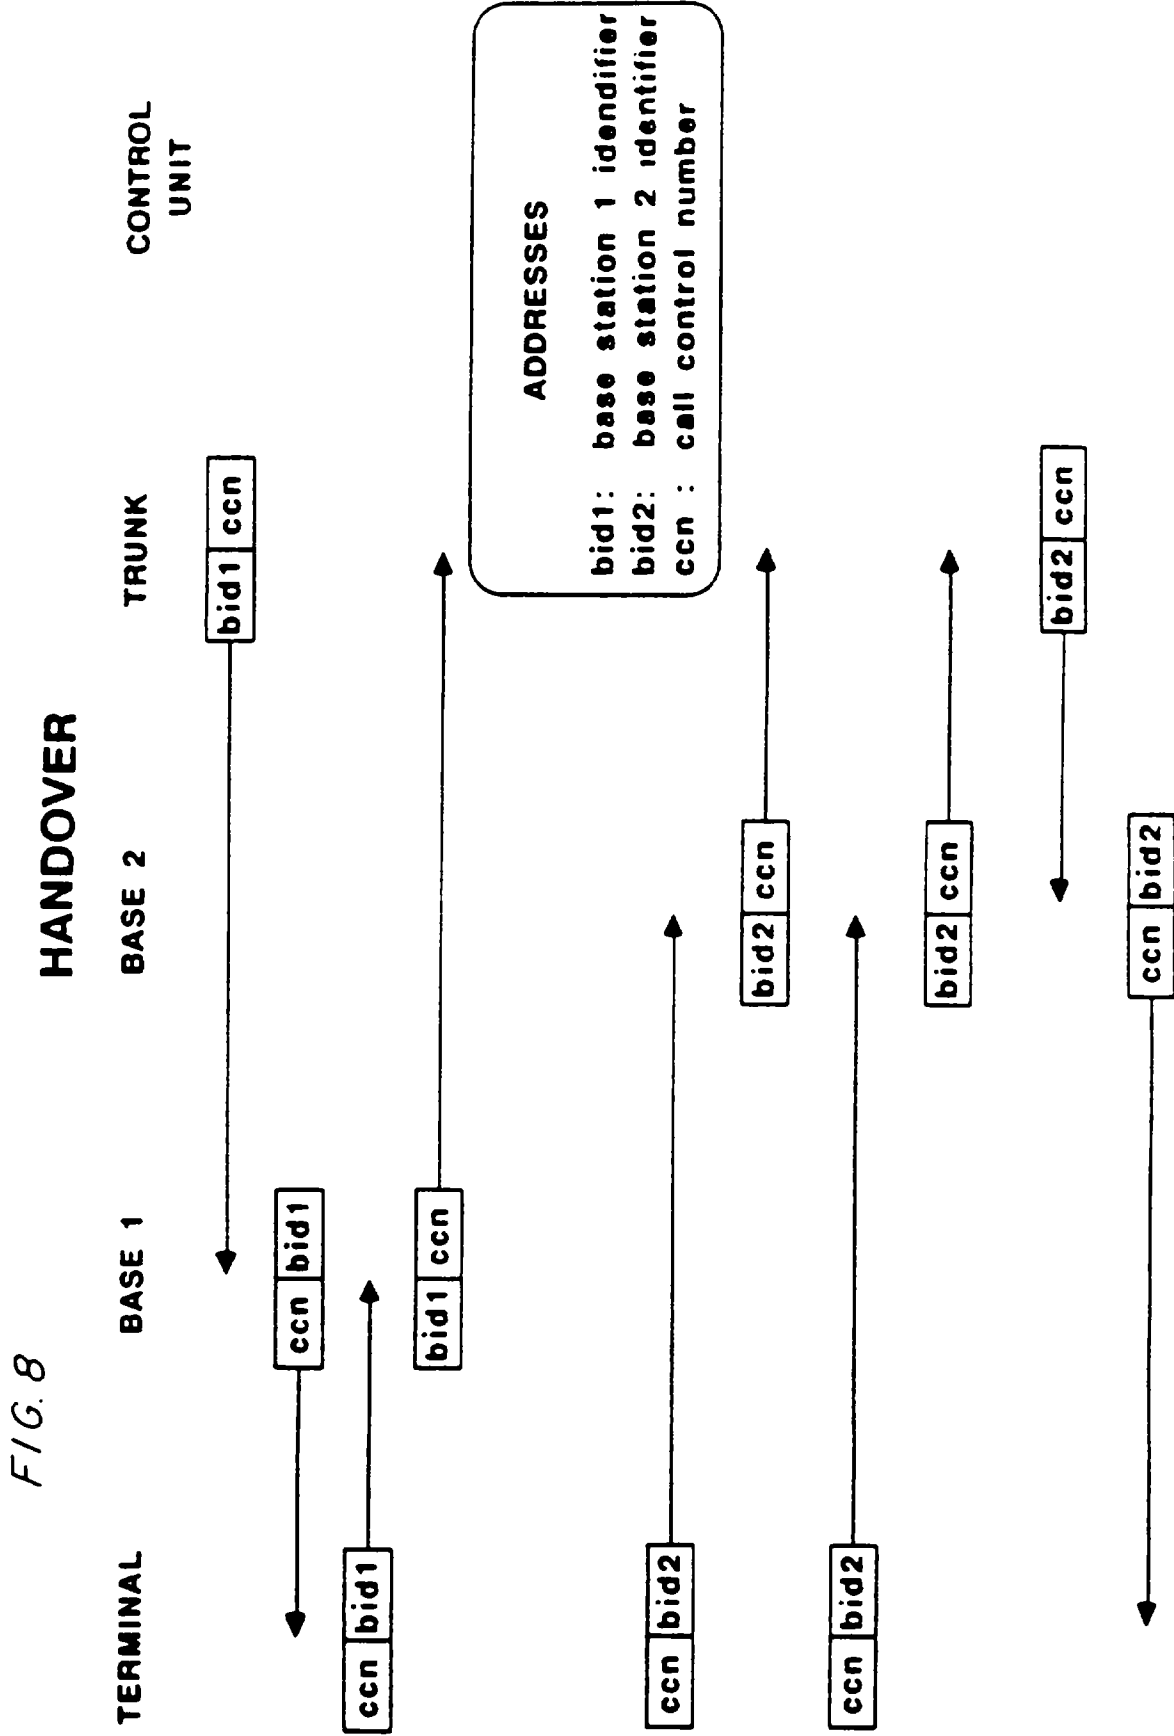 FIG. 8
HANDOVER
TERMINAL
BASE 1
BASE 2
TRUNK
CONTROL
UNIT
bid1 ccn
ccn bid1
ccn bid1
bid1 ccn
ADDRESSES
bid1: base station 1 idendifier
bid2: base station 2 identifier
ccn : call control number
ccn bid2
bid2 ccn
ccn bid2
bid2 ccn
bid2 ccn
ccn bid2